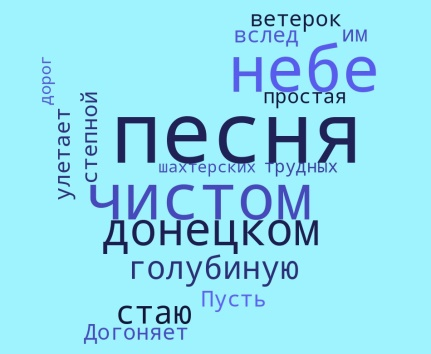 ветерок
вслед им
небе
простая
дорог
песня
улетает
степной
шахтерских трудных
чистом
донецком
голубиную
Пусть
стаю
Догоняет